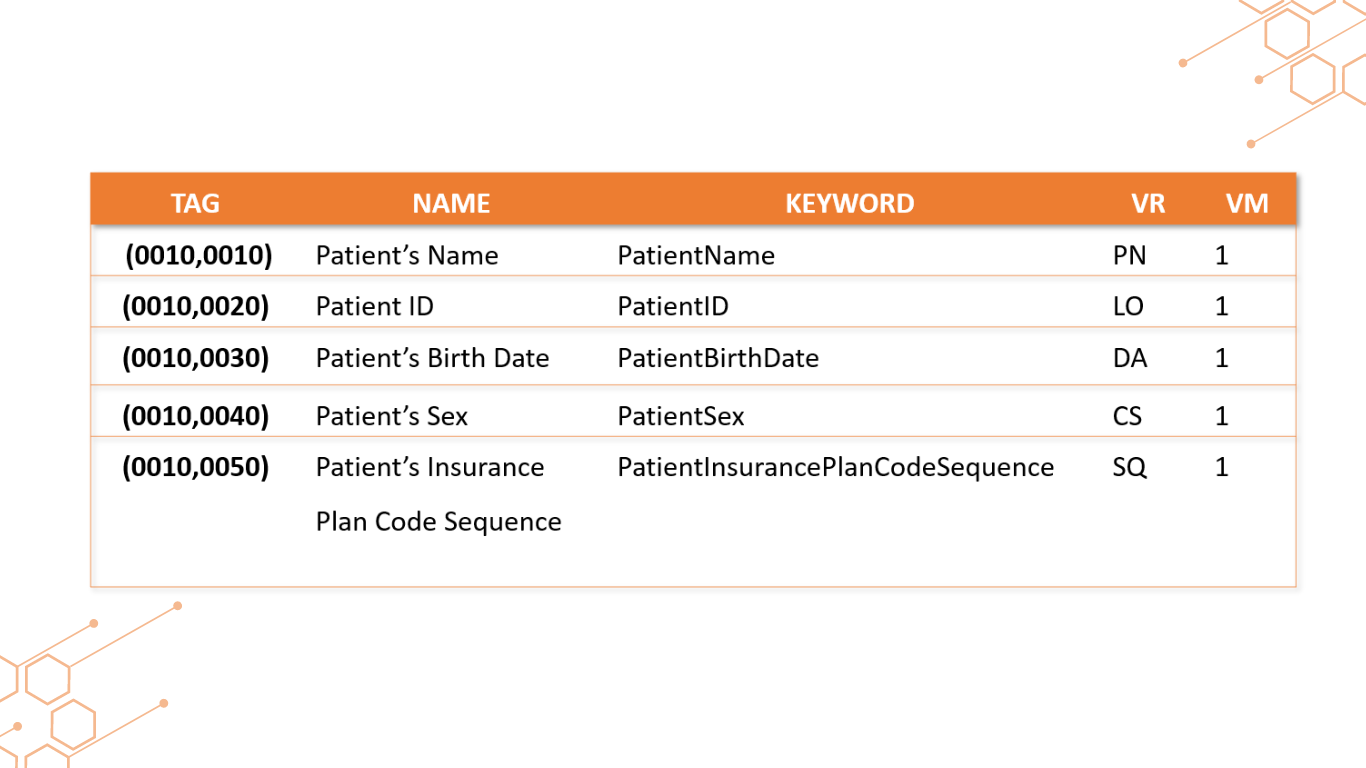 TAG NAME KEYWORD VR VM
(0010,0010) Patient’s Name PatientName PN 1
(0010,0020) Patient ID PatientID LO 1
(0010,0030) Patient’s Birth Date PatientBirthDate DA 1
(0010,0040) Patient’s Sex PatientSex CS 1
(0010,0050) Patient’s Insurance PatientInsurancePlanCodeSequence SQ 1
Plan Code Sequence